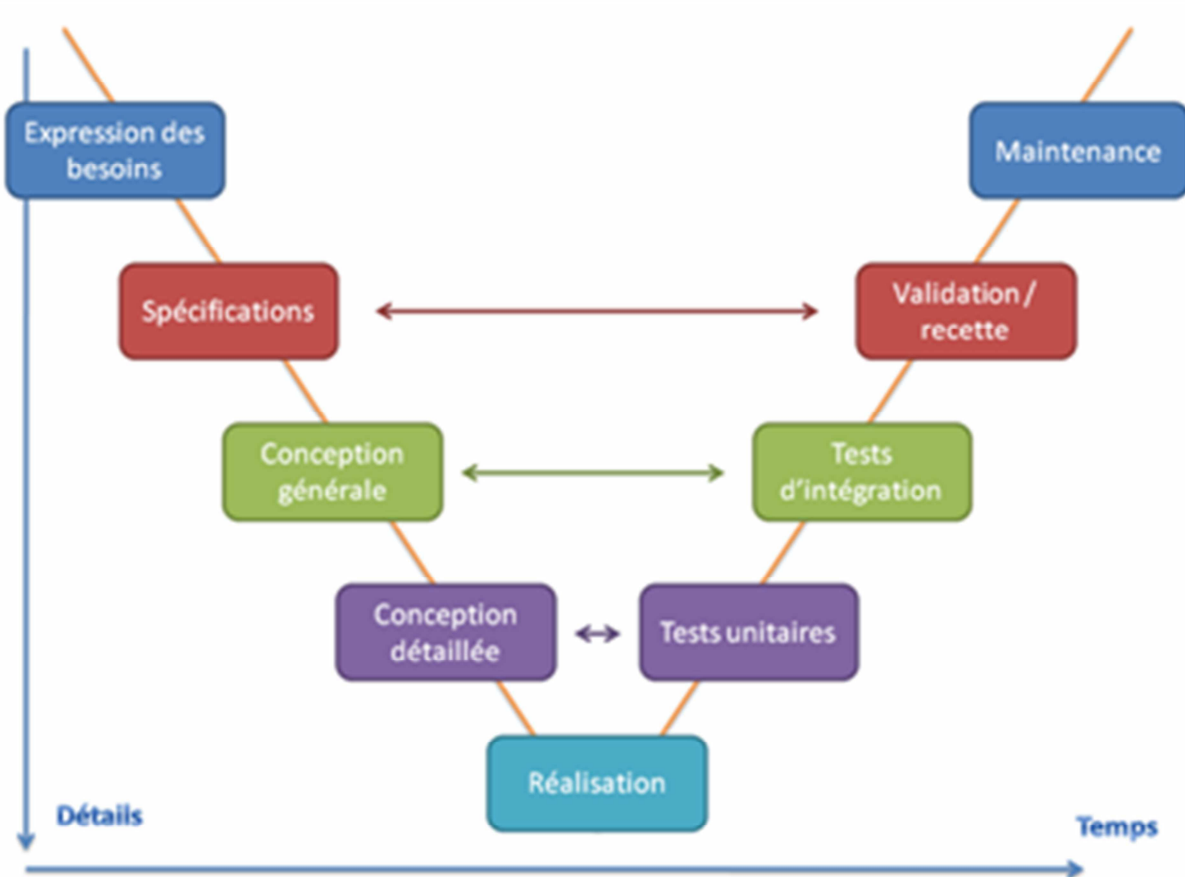 Expression des
besoins
Maintenance
Spécifications
Validation /
recette
Conception
générale
Tests
d'intégration
Conception
détaillée
Tests unitaires
Réalisation
Détails
Temps